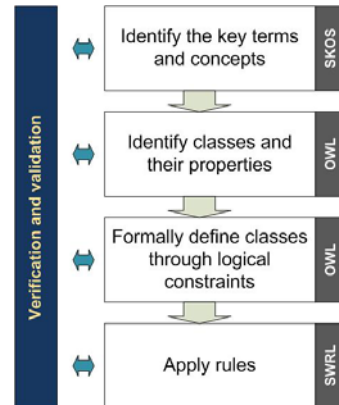 Verification and validation
Identify the key terms
and concepts
SKOS
Identify classes and
their properties
OWL
Formally define classes
through logical
constraints
OWL
Apply rules
SWRL